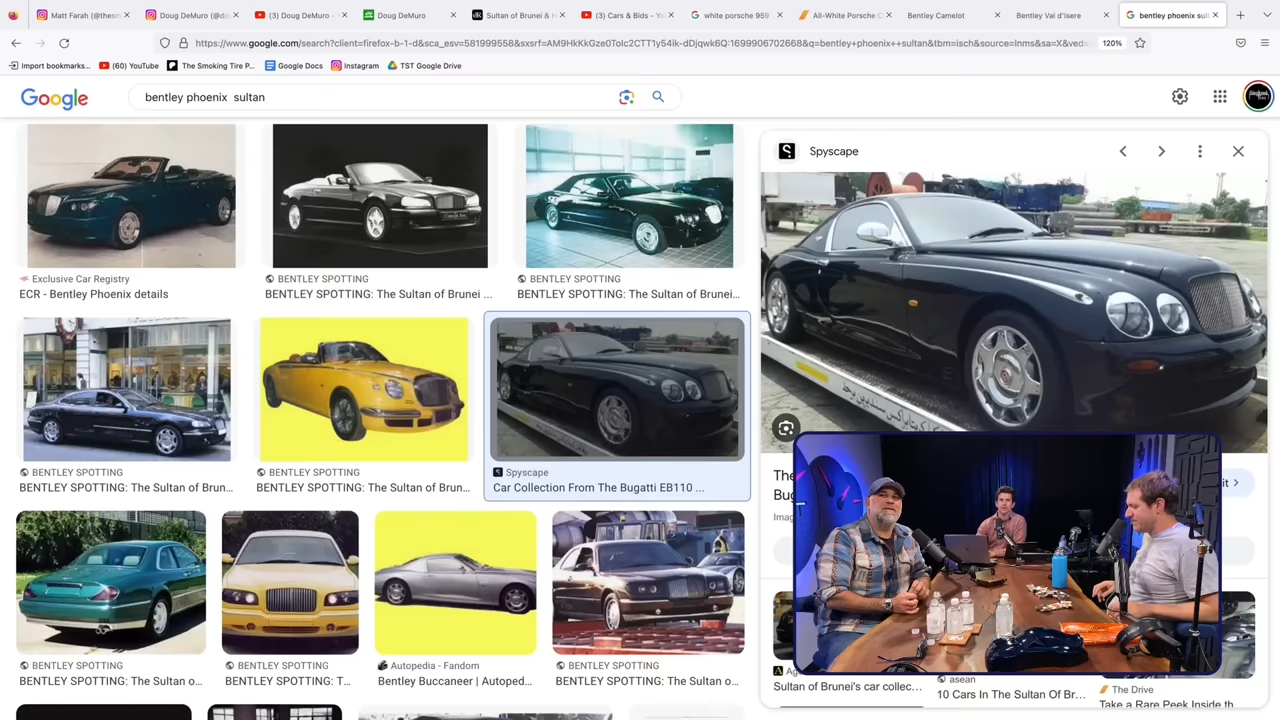 Matt Farah (@thesm
Doug DeMuro (@do
(3) Doug DeMuro - Y
Doug DeMuro
Sultan of Brunei & H
(3) Cars & Bids - Yo
white porsche 959
All-White Porsche C
Bentley Camelot
Bentley Val d'Isere
bentley phoenix sul
https://www.google.com/search?client=firefox-b-1-d&sca_esv=581999558&sxsrf=AM9HkKkGze0ToIc2CTT1y54ik-dDjqwk6Q:1699906702668&q=bentley+phoenix++sultan&tbm=isch&source=lnms&sa=X&ved=
120%
Import bookmarks...
(60) YouTube
The Smoking Tire P...
Google Docs
Instagram
TST Google Drive
Google
bentley phoenix  sultan
Spyscape
Exclusive Car Registry
ECR - Bentley Phoenix details
BENTLEY SPOTTING
BENTLEY SPOTTING: The Sultan of Brunei ...
BENTLEY SPOTTING
BENTLEY SPOTTING: The Sultan of Brunei...
BENTLEY SPOTTING
BENTLEY SPOTTING: The Sultan of Brun...
BENTLEY SPOTTING
BENTLEY SPOTTING: The Sultan of Brun...
Spyscape
Car Collection From The Bugatti EB110 ...
The
Bug
Imag
it
BENTLEY SPOTTING
BENTLEY SPOTTING: The Sultan o...
BENTLEY SPOTTING
BENTLEY SPOTTING: T...
Autopedia - Fandom
Bentley Buccaneer | Autoped...
BENTLEY SPOTTING
BENTLEY SPOTTING: The Sultan o...
Sultan of Brunei's car collec...
asean
10 Cars In The Sultan Of Br...
The Drive
Take a Rare Peek Inside th